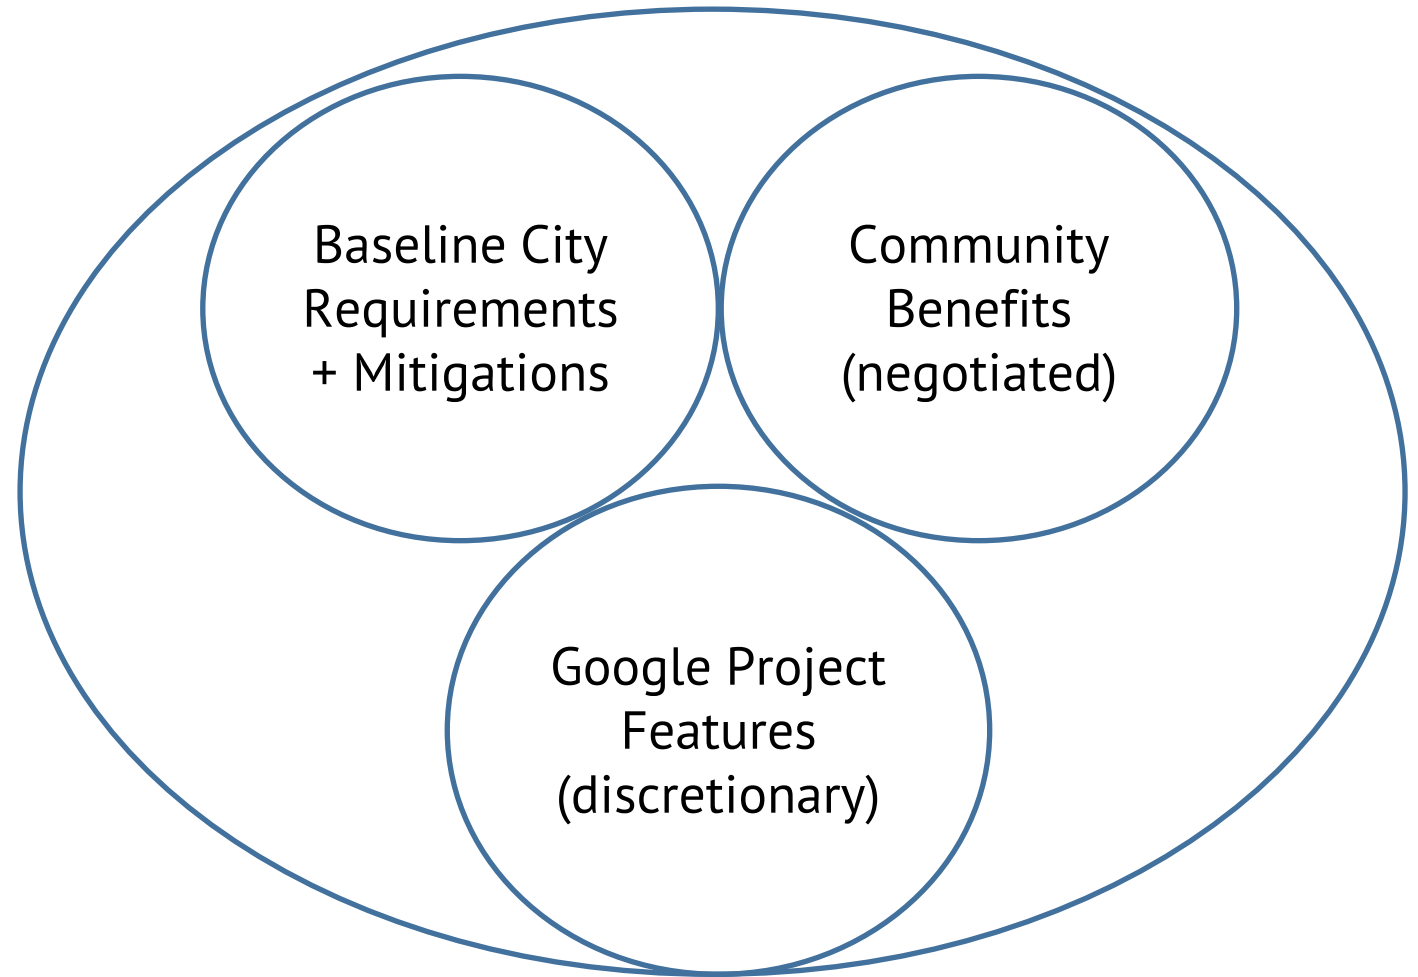 Baseline City
Requirements
+ Mitigations
Community
Benefits
(negotiated)
Google Project
Features
(discretionary)